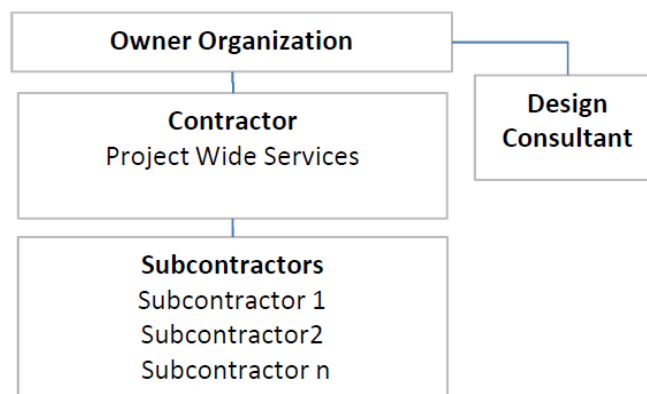 Owner Organization
Design
Consultant
Contractor
Project Wide Services
Subcontractors
Subcontractor 1
Subcontractor2
Subcontractor n